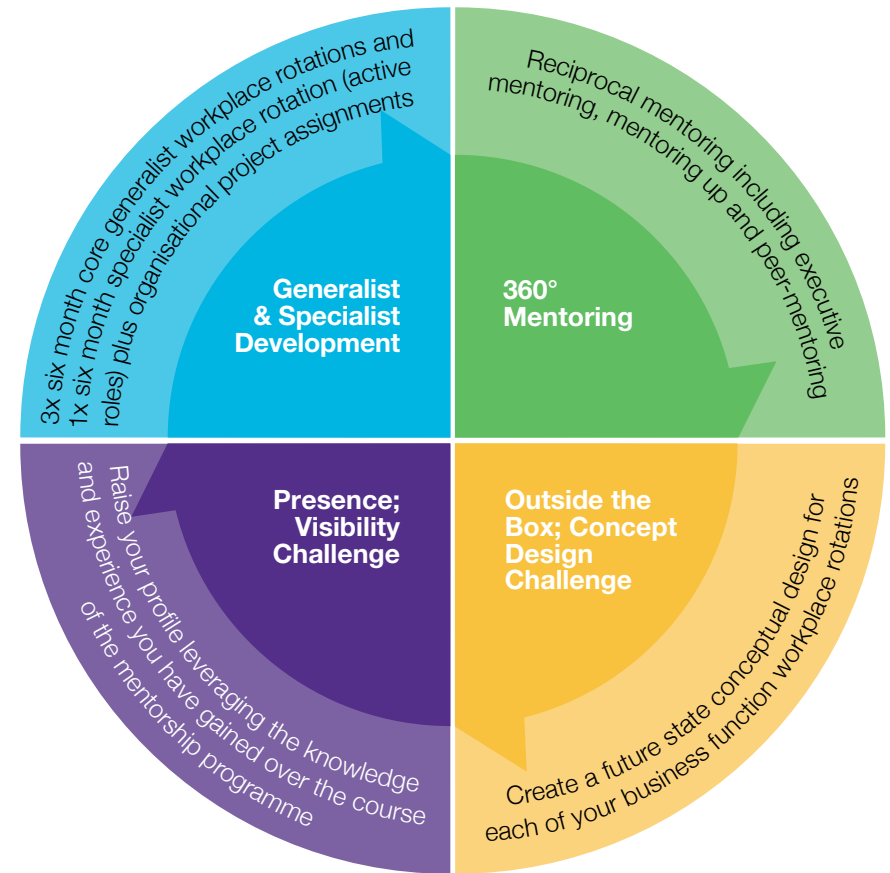 3x six month core generalist workplace rotations and
1x six month specialist workplace rotation (active
roles) plus organisational project assignments
Generalist
& Specialist
Development
Reciprocal mentoring including executive
mentoring, mentoring up and peer-mentoring
360°
Mentoring
Presence;
Visibility
Challenge
Raise your profile leveraging the knowledge
and experience you have gained over the course
of the mentorship programme
Outside the
Box; Concept
Design
Challenge
Create a future state conceptual design for
each of your business function workplace rotations